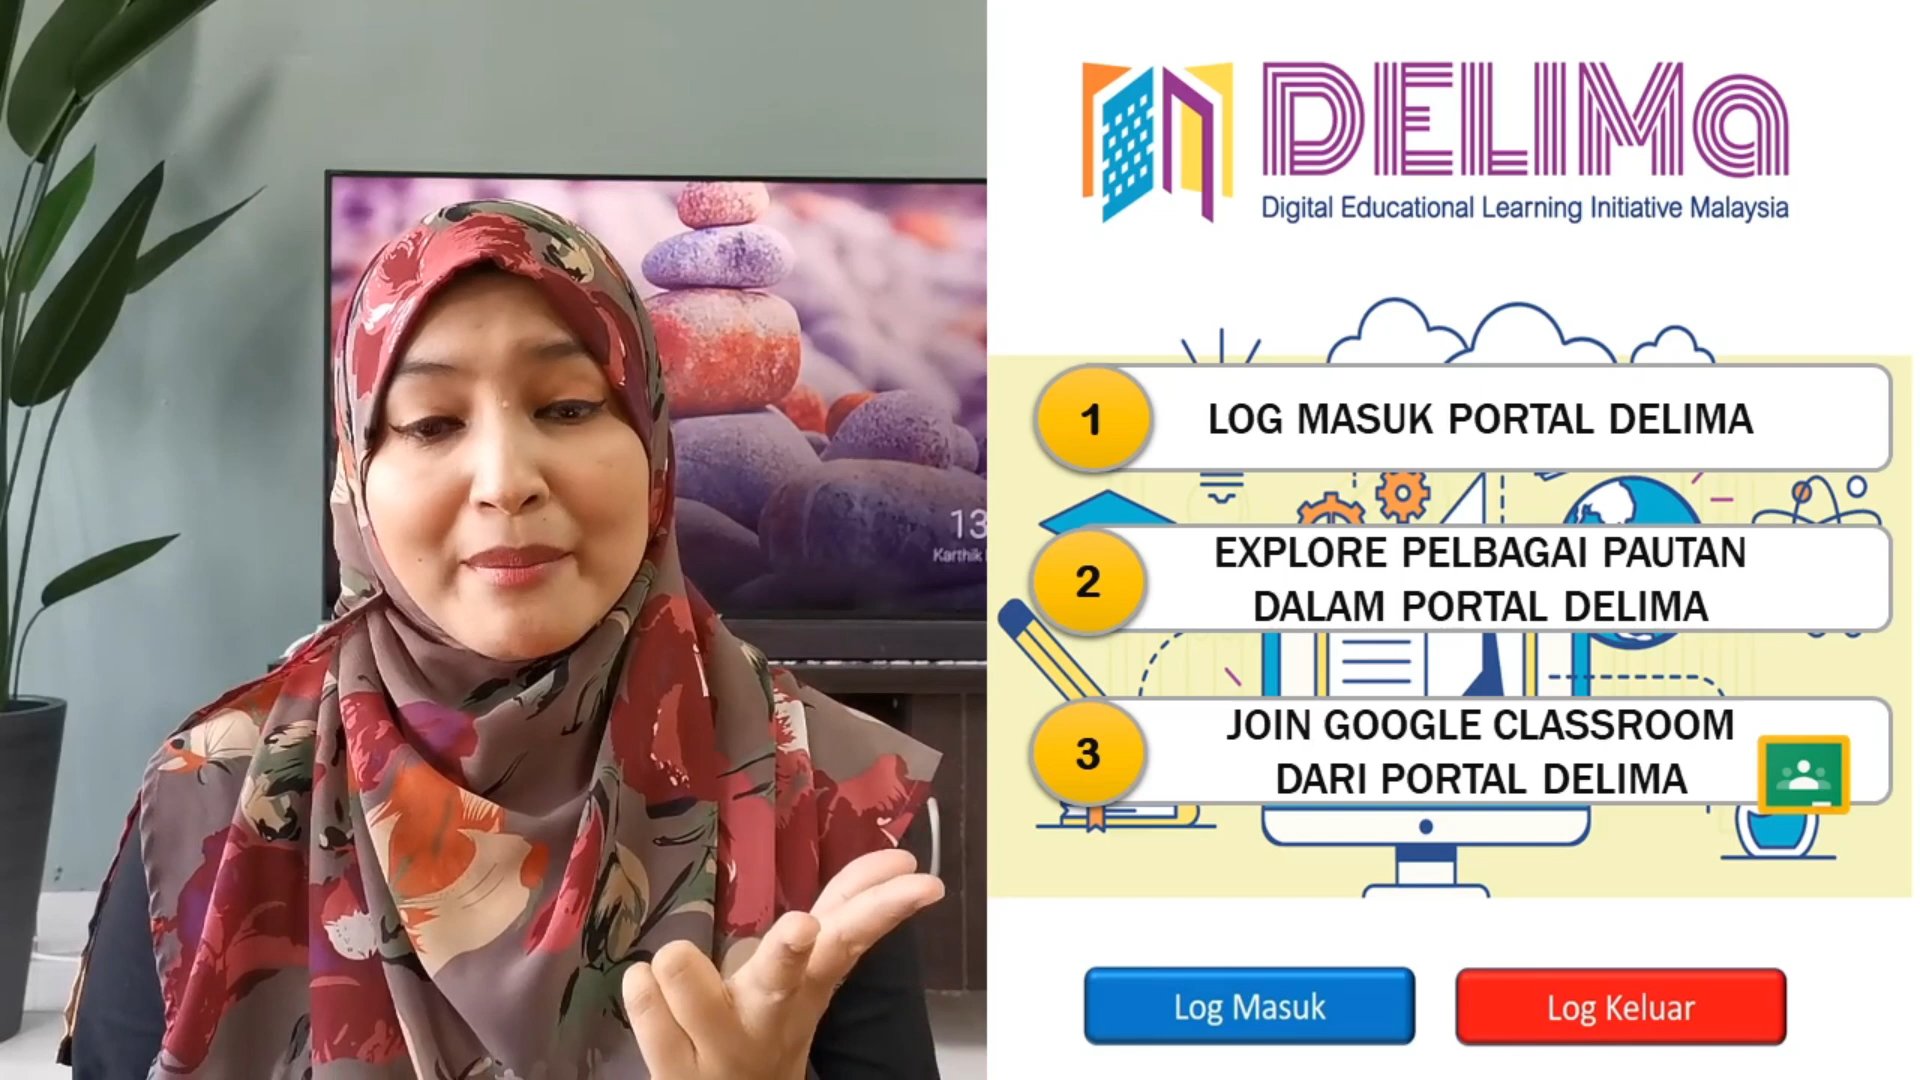 13
Karthik
DELIMa
Digital Educational Learning Initiative Malaysia
1
LOG MASUK PORTAL DELIMA
2
EXPLORE PELBAGAI PAUTAN
DALAM PORTAL DELIMA
3
JOIN GOOGLE CLASSROOM
DARI PORTAL DELIMA
Log Masuk
Log Keluar